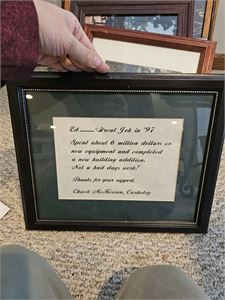 Ed.......Great Job in '97
Spent about 6 million dollars on
new equipment and completed
a new building addition.
Not a bad days work!
Thanks for your support.
Chuck McKeown, Corholey